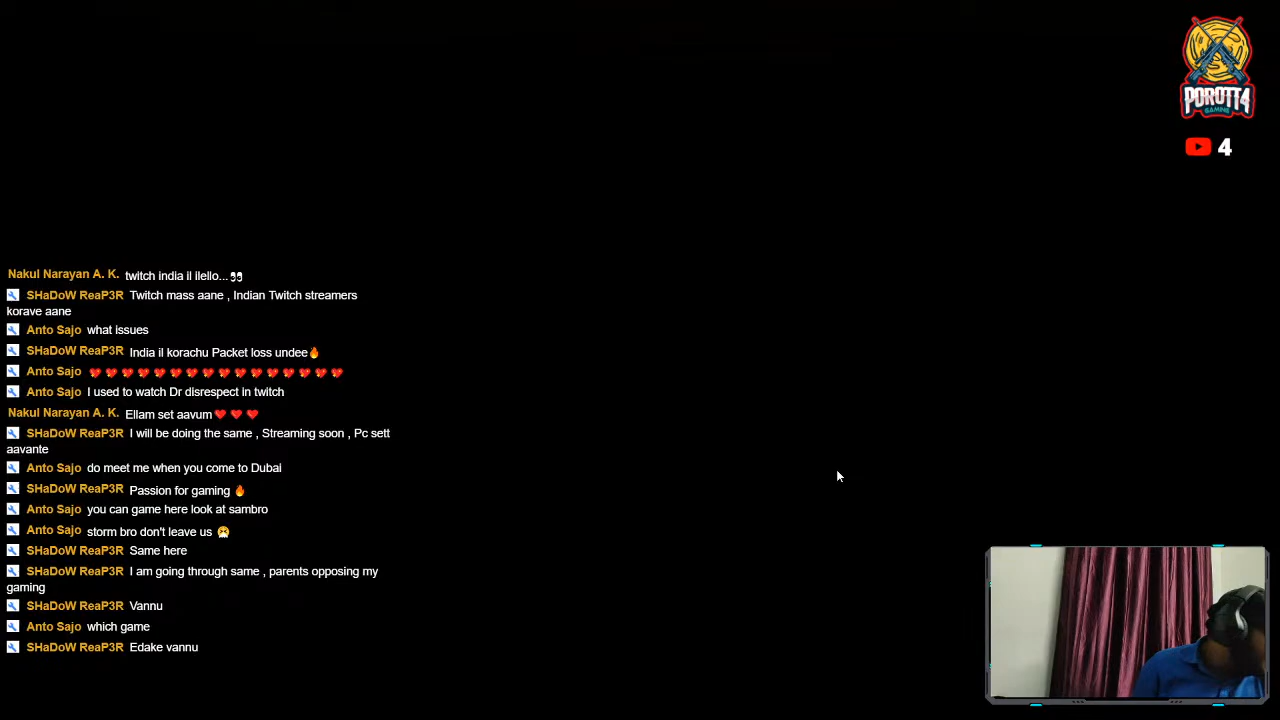 POROTT4
GAMING
4
Nakul Narayan A. K. twitch india il ilello...👀
SHaDoW ReaP3R Twitch mass aane , Indian Twitch streamers
korave aane
Anto Sajo what issues
SHaDoW ReaP3R India il korachu Packet loss undee🔥
Anto Sajo 💖💖💖💖💖💖💖💖💖💖💖💖💖💖💖💖
Anto Sajo I used to watch Dr disrespect in twitch
Nakul Narayan A. K. Ellam set aavum❤️❤️❤️
SHaDoW ReaP3R I will be doing the same , Streaming soon , Pc sett
aavante
Anto Sajo do meet me when you come to Dubai
SHaDoW ReaP3R Passion for gaming 🔥
Anto Sajo you can game here look at sambro
Anto Sajo storm bro don't leave us 😤
SHaDoW ReaP3R Same here
SHaDoW ReaP3R I am going through same , parents opposing my
gaming
SHaDoW ReaP3R Vannu
Anto Sajo which game
SHaDoW ReaP3R Edake vannu